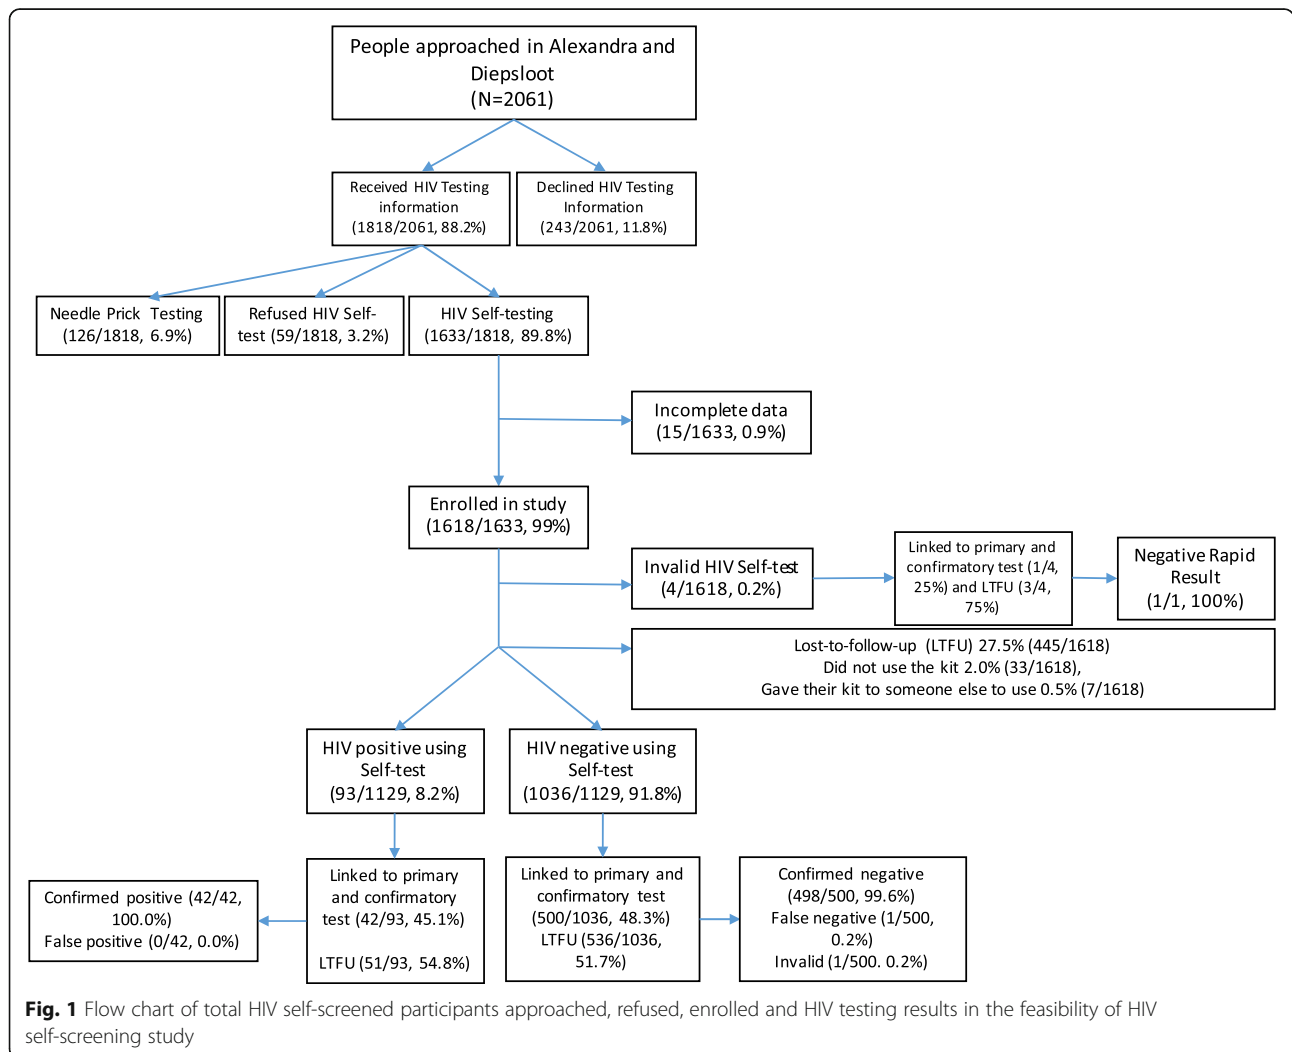 People approached in Alexandra and
Diepsloot
(N=2061)
Received HIV Testing
information
(1818/2061, 88.2%)
Declined HIV Testing
Information
(243/2061, 11.8%)
Needle Prick Testing
(126/1818, 6.9%)
Refused HIV Self-
test (59/1818, 3.2%)
HIV Self-testing
(1633/1818, 89.8%)
Incomplete data
(15/1633, 0.9%)
Enrolled in study
(1618/1633, 99%)
Invalid HIV Self-test
(4/1618, 0.2%)
Linked to primary and
confirmatory test (1/4,
25%) and LTFU (3/4,
75%)
Negative Rapid
Result
(1/1, 100%)
Lost-to-follow-up (LTFU) 27.5% (445/1618)
Did not use the kit 2.0% (33/1618),
Gave their kit to someone else to use 0.5% (7/1618)
HIV positive using
Self-test
(93/1129, 8.2%)
HIV negative using
Self-test
(1036/1129, 91.8%)
Confirmed positive (42/42,
100.0%)
False positive (0/42, 0.0%)
Linked to primary
and confirmatory
test (42/93, 45.1%)
LTFU (51/93, 54.8%)
Linked to primary and
confirmatory test
(500/1036, 48.3%)
LTFU (536/1036,
51.7%)
Confirmed negative
(498/500, 99.6%)
False negative (1/500,
0.2%)
Invalid (1/500. 0.2%)
Fig. 1 Flow chart of total HIV self-screened participants approached, refused, enrolled and HIV testing results in the feasibility of HIV
self-screening study